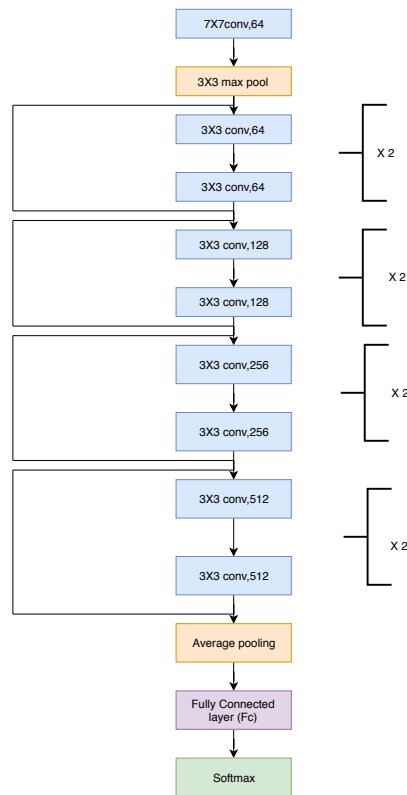 7X7conv,64
3X3 max pool
3X3 conv,64
X 2
3X3 conv,64
3X3 conv,128
X 2
3X3 conv,128
3X3 conv,256
X 2
3X3 conv,256
3X3 conv,512
X 2
3X3 conv,512
Average pooling
Fully Connected
layer (Fc)
Softmax